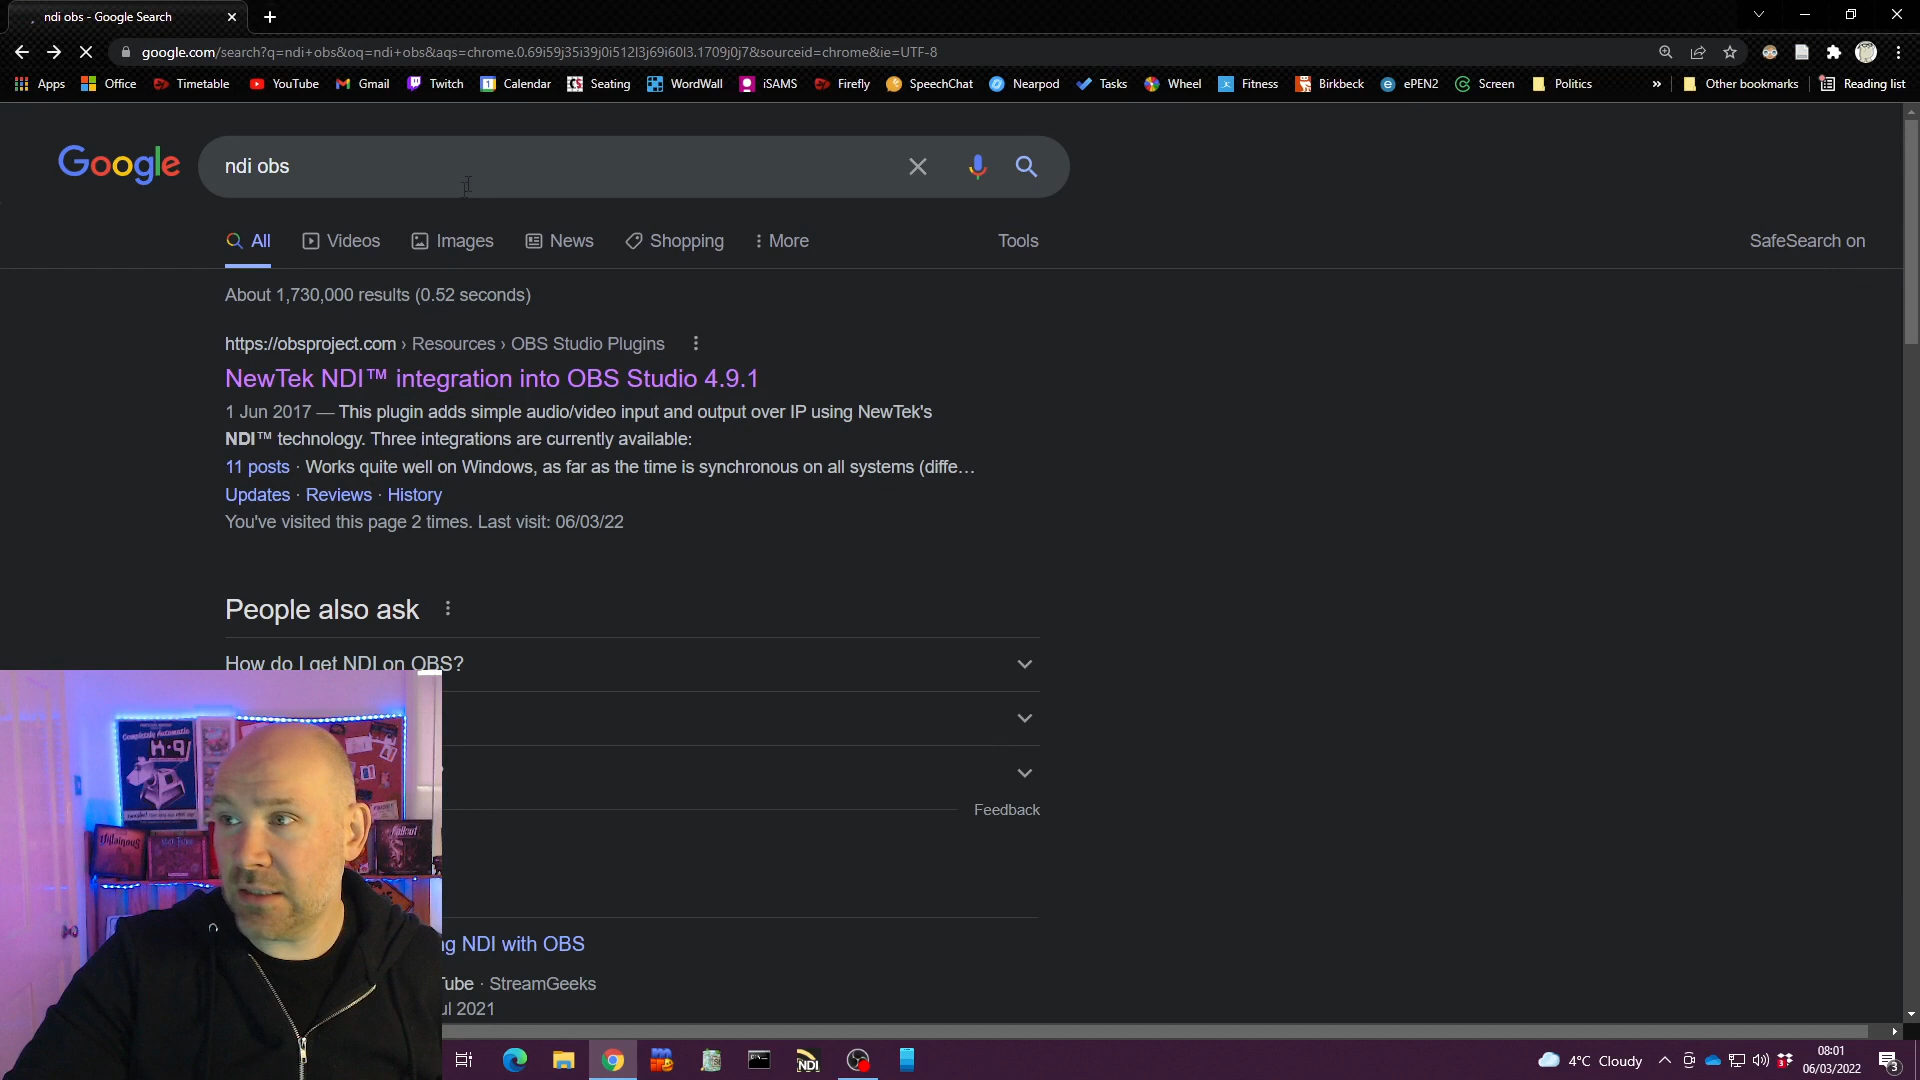 ndi obs - Google Search
google.com/search?q=ndi+obs&oq=ndi+obs&aqs=chrome.0.69i59j35i39j0i512l3j69i60l3.1709j0j7&sourceid=chrome&ie=UTF-8
Apps Office Timetable YouTube Gmail Twitch Calendar Seating WordWall iSAMS Firefly SpeechChat Nearpod Tasks Wheel Fitness Birkbeck ePEN2 Screen Politics » Other bookmarks Reading list
Google
ndi obs
All Videos Images News Shopping More Tools SafeSearch on
About 1,730,000 results (0.52 seconds)
https://obsproject.com › Resources › OBS Studio Plugins
NewTek NDI™ integration into OBS Studio 4.9.1
1 Jun 2017 — This plugin adds simple audio/video input and output over IP using NewTek's
NDI™ technology. Three integrations are currently available:
11 posts · Works quite well on Windows, as far as the time is synchronous on all systems (diffe…
Updates · Reviews · History
You've visited this page 2 times. Last visit: 06/03/22
People also ask
How do I get NDI on OBS?
Feedback
NDI with OBS
Tube · StreamGeeks
2021
Completely Automatic
K·9!
Villainous
Fallout
NDI
4°C Cloudy
08:01
06/03/2022
3